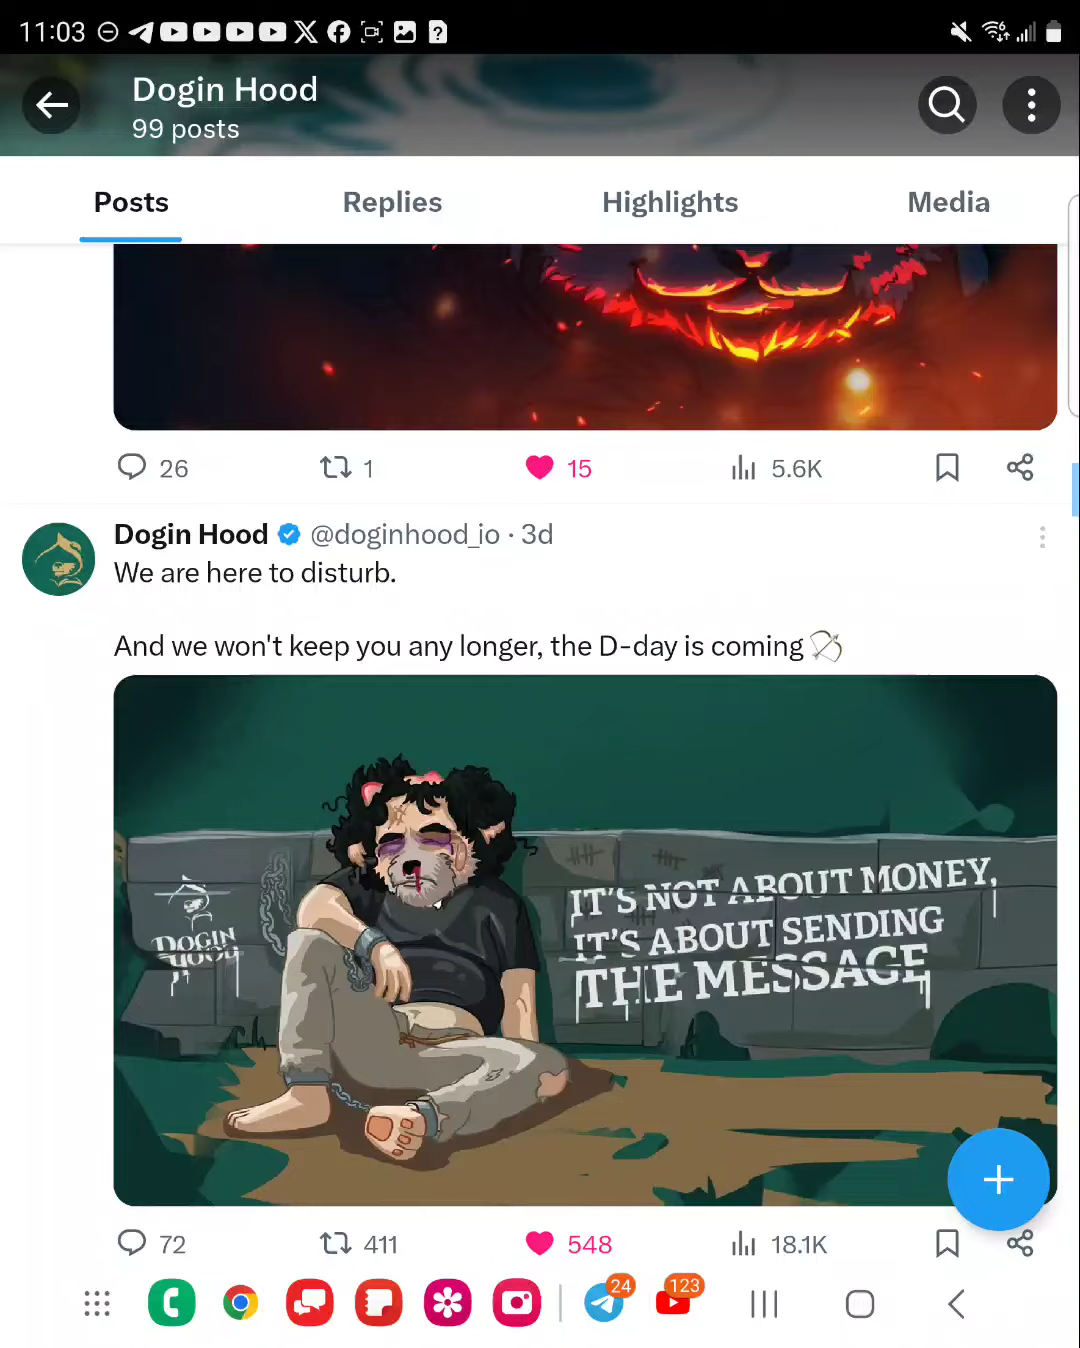 11:03
Dogin Hood
99 posts
Posts Replies Highlights Media
26 1 15 5.6K
Dogin Hood @doginhood_io · 3d
We are here to disturb.
And we won't keep you any longer, the D-day is coming 🏹
DOGIN
HOOD
IT'S NOT ABOUT MONEY,
IT'S ABOUT SENDING
THE MESSAGE
72 411 548 18.1K
24 123